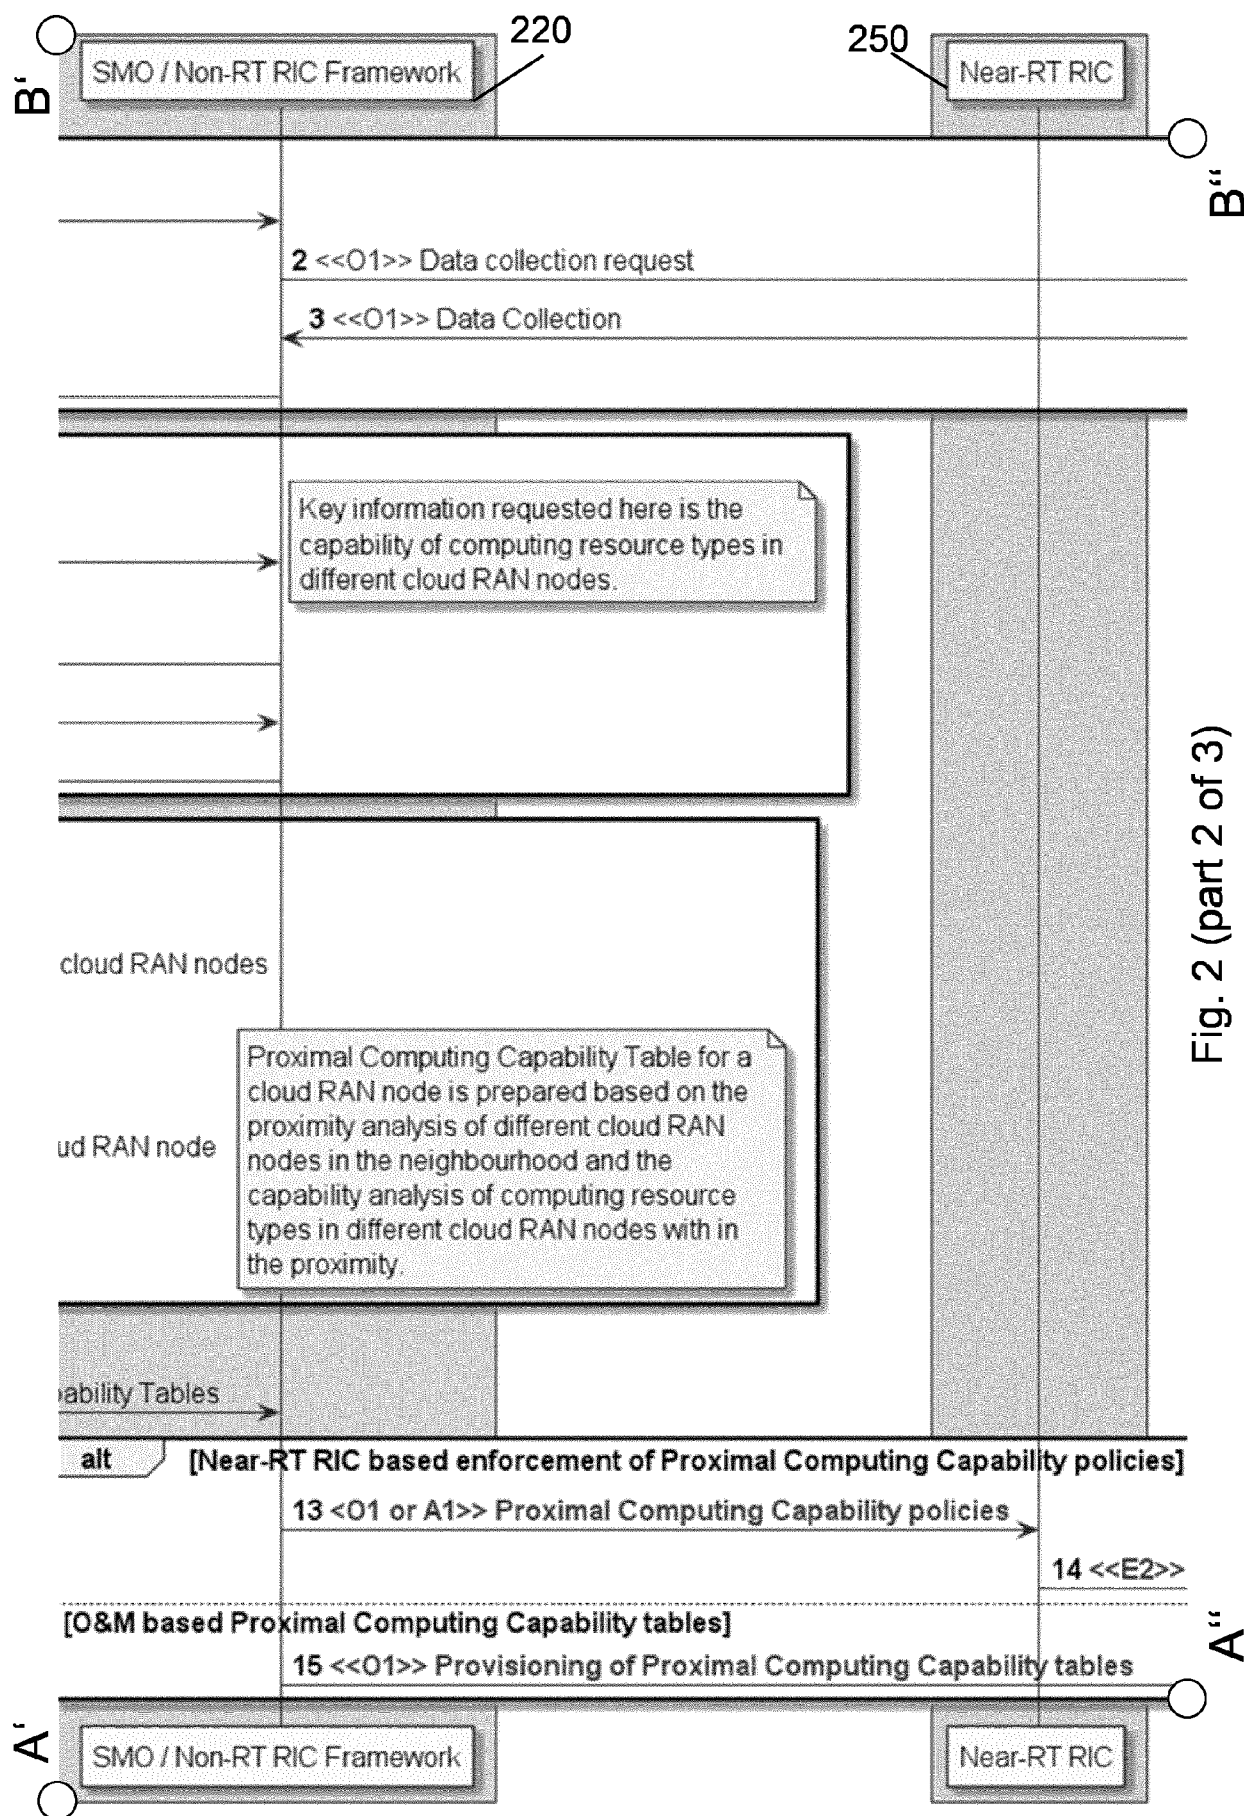 220
250
B‘
SMO / Non-RT RIC Framework
Near-RT RIC
B“
2 <<O1>> Data collection request
3 <<O1>> Data Collection
Key information requested here is the
capability of computing resource types in
different cloud RAN nodes.
Fig. 2 (part 2 of 3)
cloud RAN nodes
Proximal Computing Capability Table for a
cloud RAN node is prepared based on the
proximity analysis of different cloud RAN
nodes in the neighbourhood and the
capability analysis of computing resource
types in different cloud RAN nodes with in
the proximity.
ud RAN node
pability Tables
alt
[Near-RT RIC based enforcement of Proximal Computing Capability policies]
13 <O1 or A1>> Proximal Computing Capability policies
14 <<E2>>
[O&M based Proximal Computing Capability tables]
15 <<O1>> Provisioning of Proximal Computing Capability tables
A“
A‘
SMO / Non-RT RIC Framework
Near-RT RIC